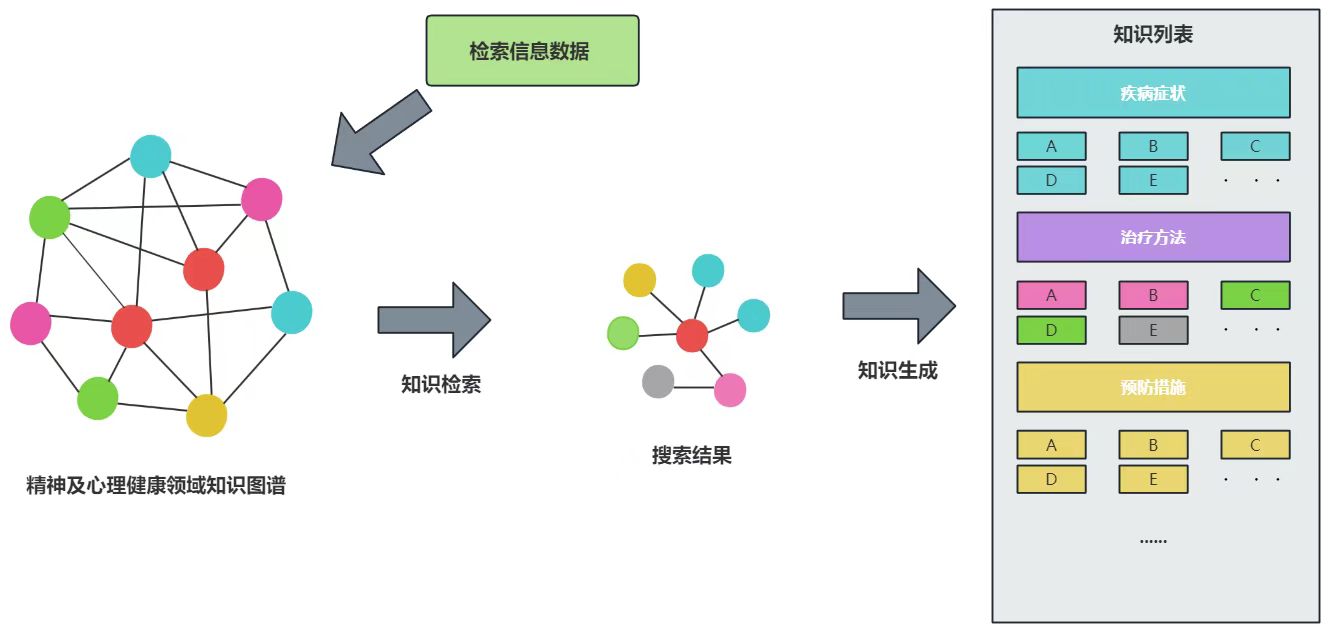 检索信息数据
精神及心理健康领域知识图谱
知识检索
搜索结果
知识生成
知识列表
疾病症状
A B C
D E · · ·
治疗方法
A B C
D E · · ·
预防措施
A B C
D E · · ·
......